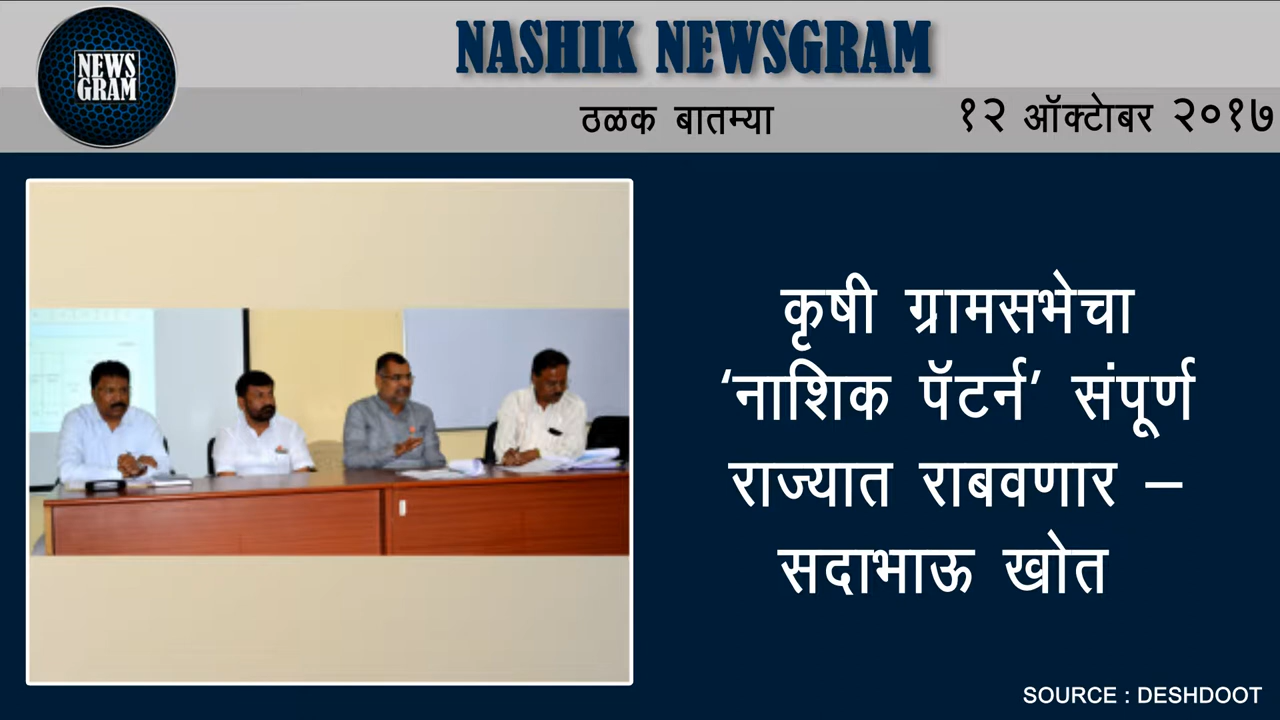 NEWS
GRAM
NASHIK NEWSGRAM
ठळक बातम्या
१२ ऑक्टोबर २०१७
कृषी ग्रामसभेचा
‘नाशिक पॅटर्न’ संपूर्ण
राज्यात राबवणार –
सदाभाऊ खोत
SOURCE : DESHDOOT